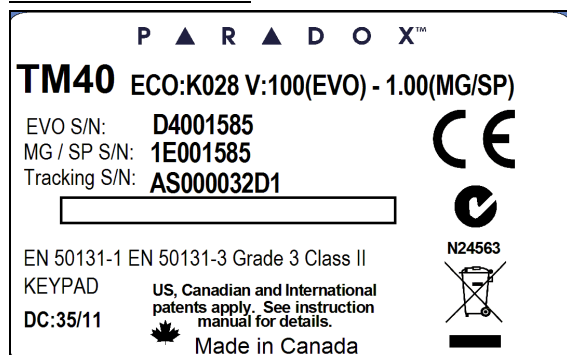 PARADOX™
TM40 ECO:K028 V:100(EVO) - 1.00(MG/SP)
EVO S/N: D4001585
MG / SP S/N: 1E001585
Tracking S/N: AS000032D1
CE
N24563
EN 50131-1 EN 50131-3 Grade 3 Class II
KEYPAD
DC:35/11
US, Canadian and International
patents apply. See instruction
manual for details.
Made in Canada